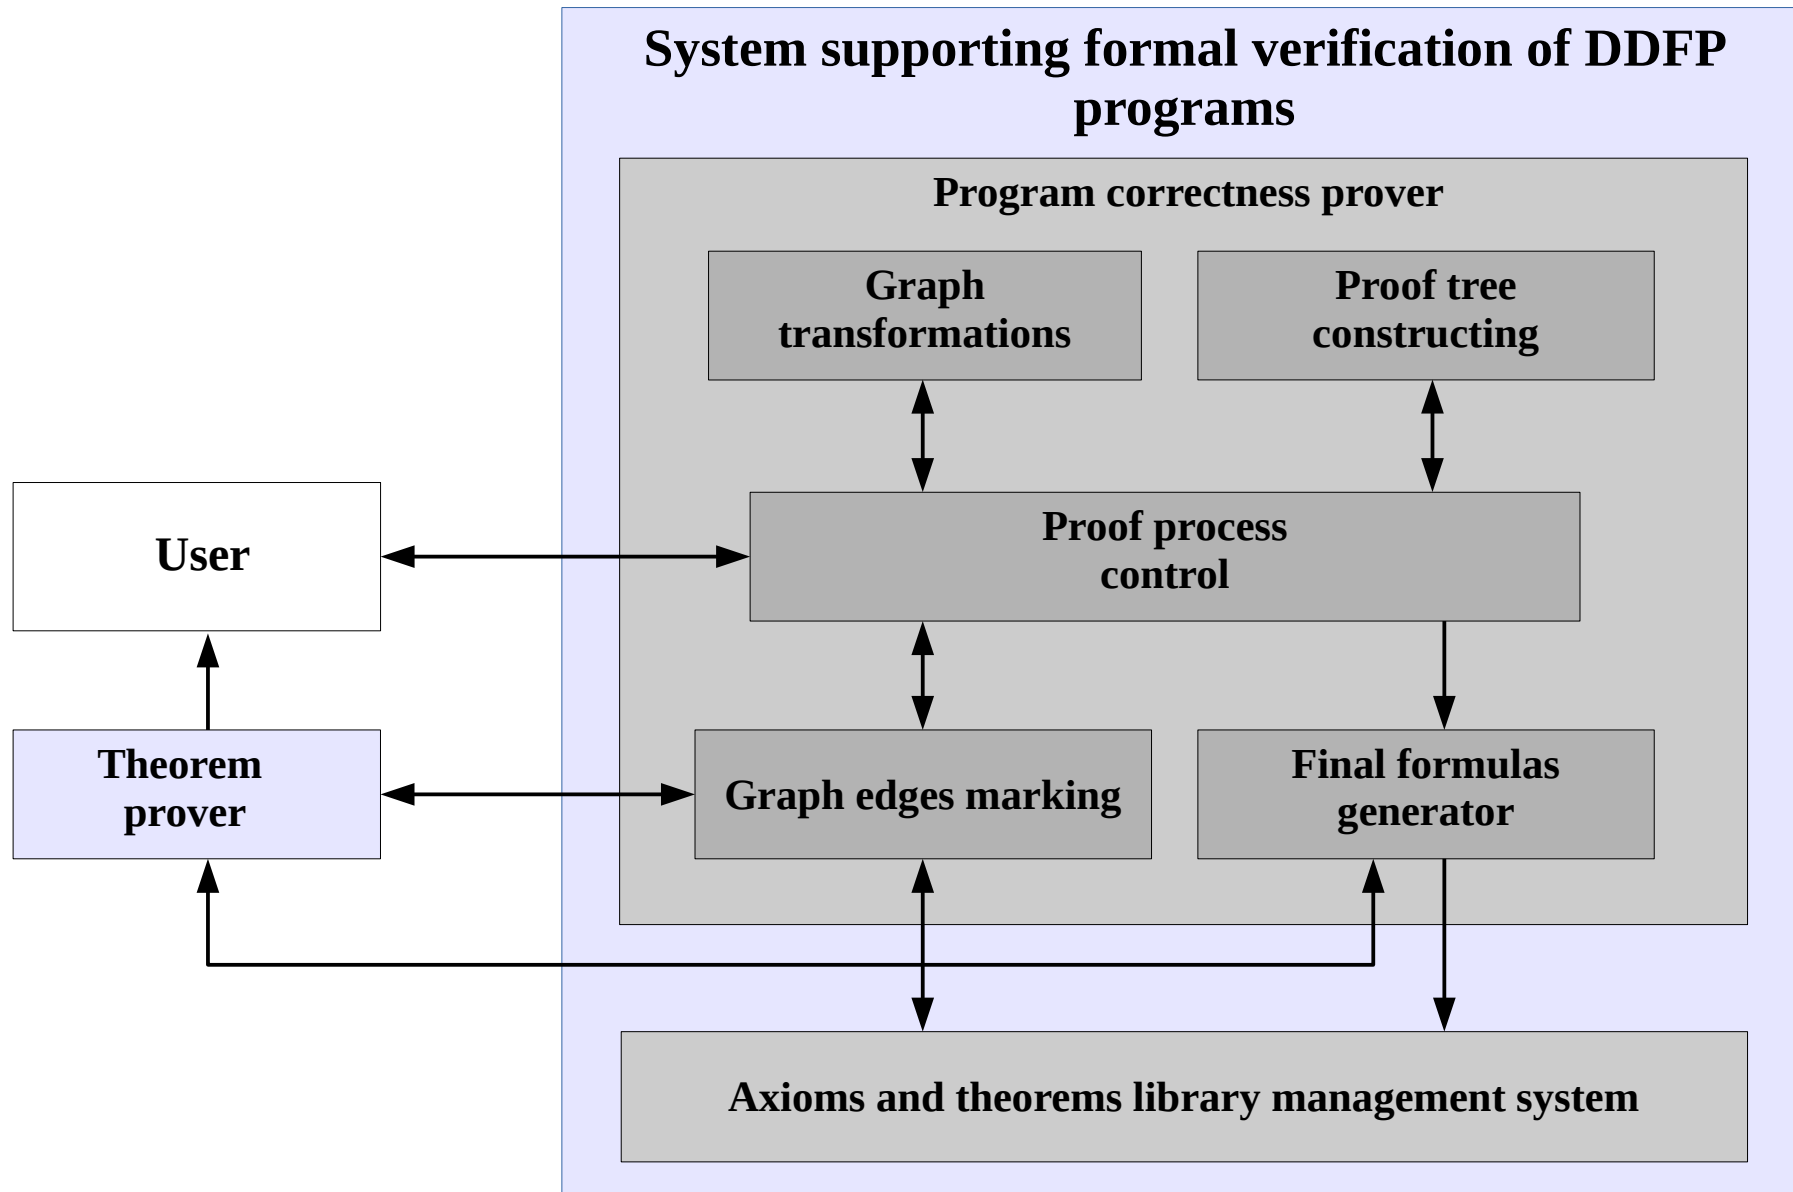 System supporting formal verification of DDFP
programs
Program correctness prover
Graph
transformations
Proof tree
constructing
Proof process
control
User
Theorem
prover
Graph edges marking
Final formulas
generator
Axioms and theorems library management system